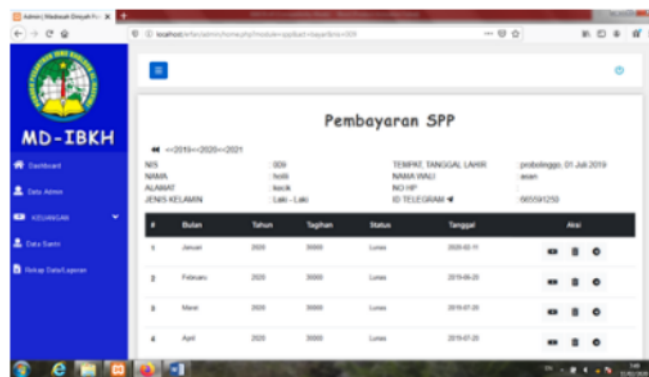 Admin | Madrasah Diniyah
localhost
MD-IBKH
Dashboard
Data Admin
KEUANGAN
Data Santri
Rekap Data/Laporan
Pembayaran SPP
<<2019<<2020<<2021
NIS : 009
NAMA : holili
ALAMAT : kecik
JENIS KELAMIN : Laki - Laki
TEMPAT, TANGGAL LAHIR : probolinggo, 01 Juli 2019
NAMA WALI : asan
NO HP :
ID TELEGRAM : 665591250
# Bulan Tahun Tagihan Status Tanggal Aksi
1 Januari 2020 30000 Lunas 2020-02-11
2 Februaru 2020 30000 Lunas 2019-06-25
3 Maret 2020 30000 Lunas 2019-07-20
4 April 2020 30000 Lunas 2019-07-20